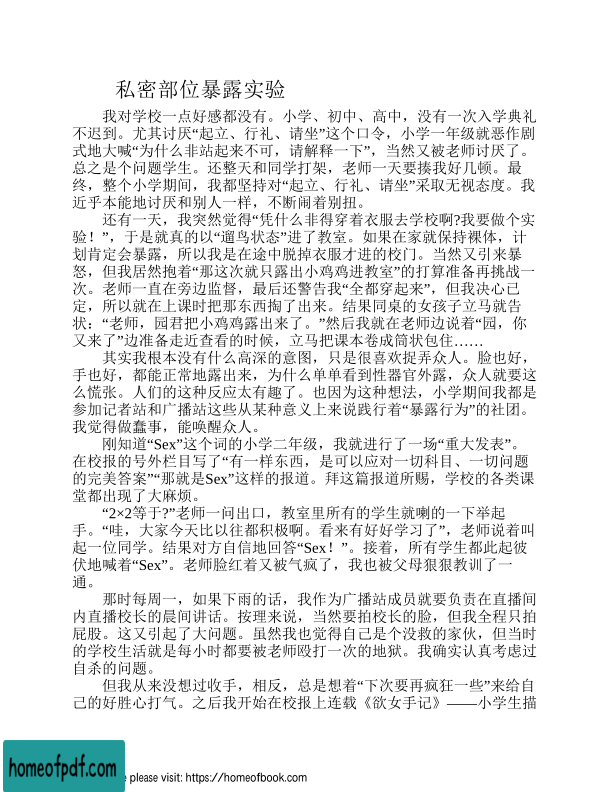 私密部位暴露实验
我对学校一点好感都没有。小学、初中、高中，没有一次入学典礼
不迟到。尤其讨厌“起立、行礼、请坐”这个口令，小学一年级就恶作剧
式地大喊“为什么非站起来不可，请解释一下”，当然又被老师讨厌了。
总之是个问题学生。还整天和同学打架，老师一天要揍我好几顿。最
终，整个小学期间，我都坚持对“起立、行礼、请坐”采取无视态度。我
近乎本能地讨厌和别人一样，不断闹着别扭。
还有一天，我突然觉得“凭什么非得穿着衣服去学校啊?我要做个实
验！”，于是就真的以“遛鸟状态”进了教室。如果在家就保持裸体，计
划肯定会暴露，所以我是在途中脱掉衣服才进的校门。当然又引来暴
怒，但我居然抱着“那这次就只露出小鸡鸡进教室”的打算准备再挑战一
次。老师一直在旁边监督，最后还警告我“全都穿起来”，但我决心已
定，所以就在上课时把那东西掏了出来。结果同桌的女孩子立马就告
状：“老师，园君把小鸡鸡露出来了。”然后我就在老师边说着“园，你
又来了”边准备走近查看的时候，立马把课本卷成筒状包住……
其实我根本没有什么高深的意图，只是很喜欢捉弄众人。脸也好，
手也好，都能正常地露出来，为什么单单看到性器官外露，众人就要这
么慌张。人们的这种反应太有趣了。也因为这种想法，小学期间我都是
参加记者站和广播站这些从某种意义上来说践行着“暴露行为”的社团。
我觉得做蠢事，能唤醒众人。
刚知道“Sex”这个词的小学二年级，我就进行了一场“重大发表”。
在校报的号外栏目写了“有一样东西，是可以应对一切科目、一切问题
的完美答案”“那就是Sex”这样的报道。拜这篇报道所赐，学校的各类课
堂都出现了大麻烦。
“2×2等于?”老师一问出口，教室里所有的学生就唰的一下举起
手。“哇，大家今天比以往都积极啊。看来有好好学习了”，老师说着叫
起一位同学。结果对方自信地回答“Sex！”。接着，所有学生都此起彼
伏地喊着“Sex”。老师脸红着又被气疯了，我也被父母狠狠教训了一
通。
那时每周一，如果下雨的话，我作为广播站成员就要负责在直播间
内直播校长的晨间讲话。按理来说，当然要拍校长的脸，但我全程只拍
屁股。这又引起了大问题。虽然我也觉得自己是个没救的家伙，但当时
的学校生活就是每小时都要被老师殴打一次的地狱。我确实认真考虑过
自杀的问题。
但我从来没想过收手，相反，总是想着“下次要再疯狂一些”来给自
己的好胜心打气。之后我开始在校报上连载《欲女手记》——小学生描
homeofpdf.com
e please visit: https://homeofbook.com